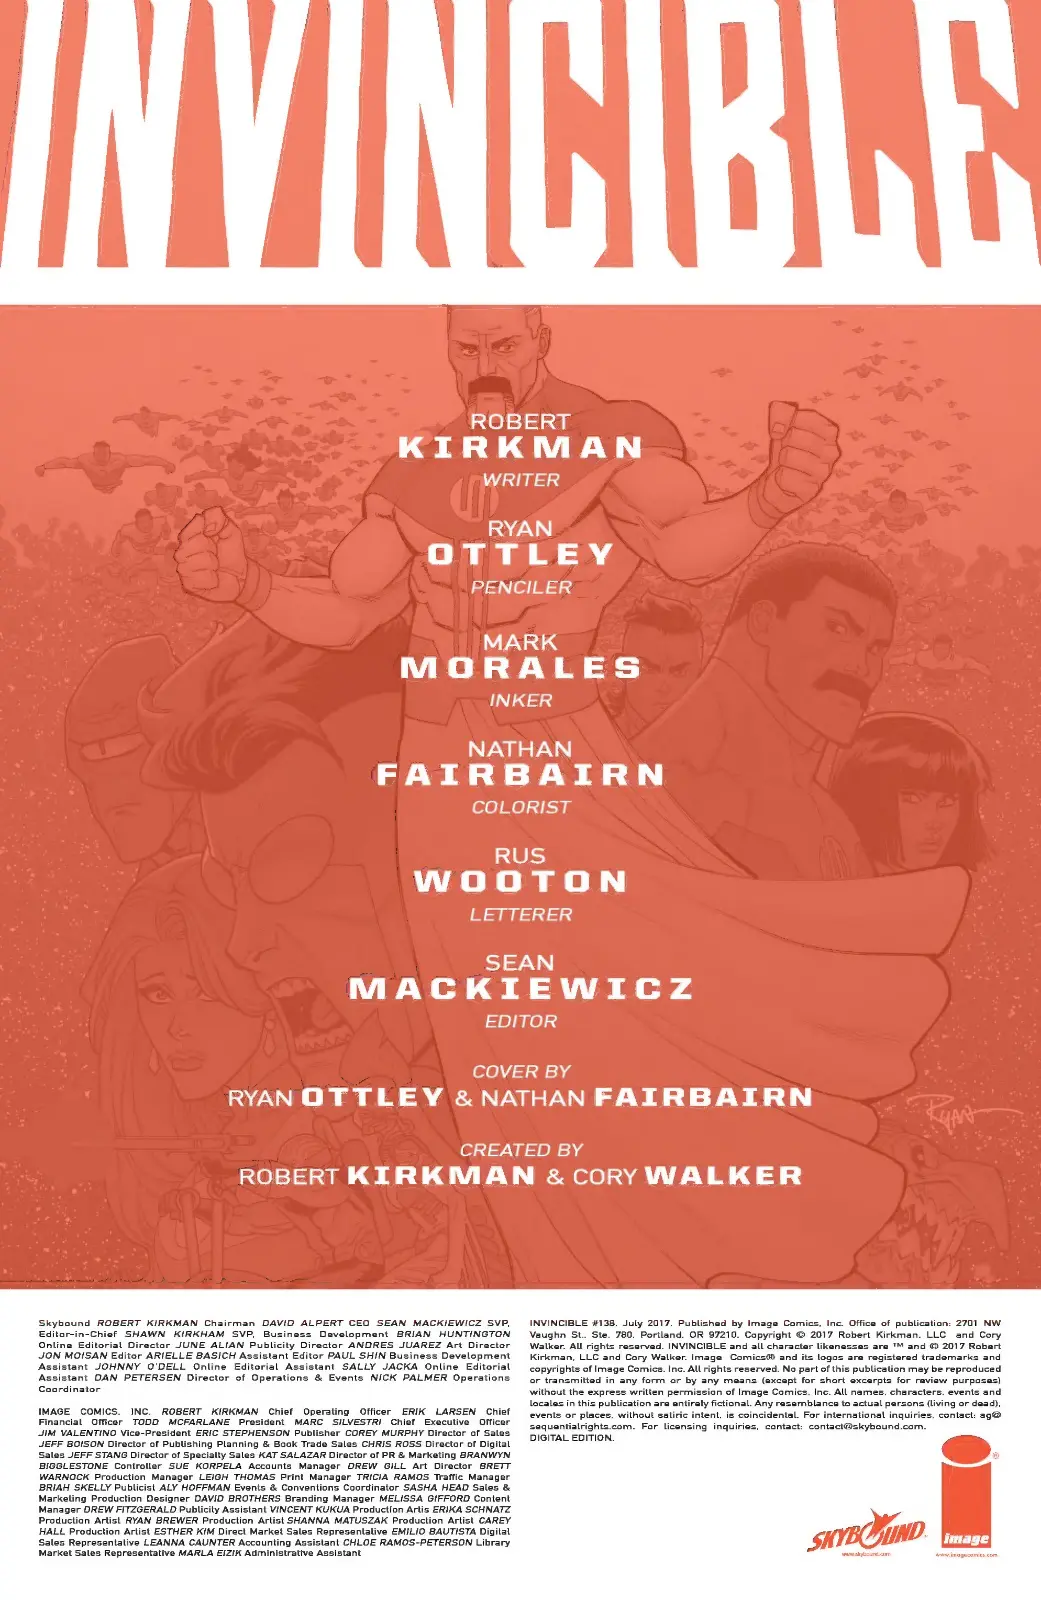 INVINCIBLE
ROBERT
KIRKMAN
WRITER
RYAN
OTTLEY
PENCILER
MARK
MORALES
INKER
NATHAN
FAIRBAIRN
COLORIST
RUS
WOOTON
LETTERER
SEAN
MACKIEWICZ
EDITOR
COVER BY
RYAN OTTLEY & NATHAN FAIRBAIRN
Ryan
CREATED BY
ROBERT KIRKMAN & CORY WALKER
Skybound ROBERT KIRKMAN Chairman DAVID ALPERT CEO SEAN MACKIEWICZ SVP,
Editor-in-Chief SHAWN KIRKHAM SVP, Business Development BRIAN HUNTINGTON
Online Editorial Director JUNE ALIAN Publicity Director ANDRES JUAREZ Art Director
JON MOISAN Editor ARIELLE BASICH Assistant Editor PAUL SHIN Business Development
Assistant JOHNNY O'DELL Online Editorial Assistant SALLY JACKA Online Editorial
Assistant DAN PETERSEN Director of Operations & Events NICK PALMER Operations
Coordinator
IMAGE COMICS, INC. ROBERT KIRKMAN Chief Operating Officer ERIK LARSEN Chief
Financial Officer TODD MCFARLANE President MARC SILVESTRI Chief Executive Officer
JIM VALENTINO Vice-President ERIC STEPHENSON Publisher COREY MURPHY Director of Sales
JEFF BOISON Director of Publishing Planning & Book Trade Sales CHRIS ROSS Director of Digital
Sales JEFF STANG Director of Specialty Sales KAT SALAZAR Director of PR & Marketing BRANWYN
BIGGLESTONE Controller SUE KORPELA Accounts Manager DREW GILL Art Director BRETT
WARNOCK Production Manager LEIGH THOMAS Print Manager TRICIA RAMOS Traffic Manager
BRIAH SKELLY Publicist ALY HOFFMAN Events & Conventions Coordinator SASHA HEAD Sales &
Marketing Production Designer DAVID BROTHERS Branding Manager MELISSA GIFFORD Content
Manager DREW FITZGERALD Publicity Assistant VINCENT KUKUA Production Artis ERIKA SCHNATZ
Production Artist RYAN BREWER Production Artist SHANNA MATUSZAK Production Artist CAREY
HALL Production Artist ESTHER KIM Direct Market Sales Representative EMILIO BAUTISTA Digital
Sales Representative LEANNA CAUNTER Accounting Assistant CHLOE RAMOS-PETERSON Library
Market Sales Representative MARLA EIZIK Administrative Assistant
INVINCIBLE #138. July 2017. Published by Image Comics, Inc. Office of publication: 2701 NW
Vaughn St., Ste. 780, Portland, OR 97210. Copyright © 2017 Robert Kirkman, LLC and Cory
Walker. All rights reserved. INVINCIBLE and all character likenesses are ™ and © 2017 Robert
Kirkman, LLC and Cory Walker. Image Comics® and its logos are registered trademarks and
copyrights of Image Comics, Inc. All rights reserved. No part of this publication may be reproduced
or transmitted in any form or by any means (except for short excerpts for review purposes)
without the express written permission of Image Comics, Inc. All names, characters, events and
locales in this publication are entirely fictional. Any resemblance to actual persons (living or dead),
events or places, without satiric intent, is coincidental. For international inquiries, contact: ag@
sequentialrights.com. For licensing inquiries, contact: contact@skybound.com.
DIGITAL EDITION.
SKYBOUND
www.skybound.com
image
®
www.imagecomics.com